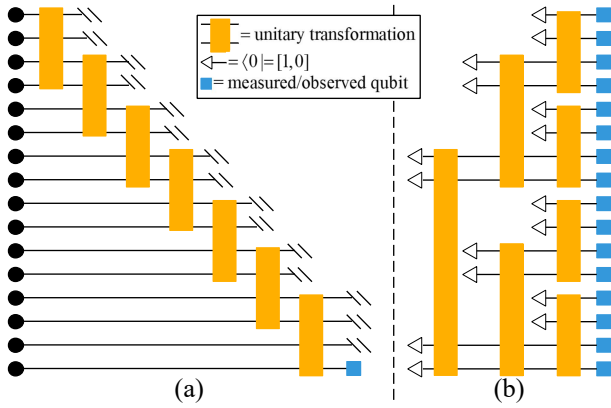 = unitary transformation
= ⟨0| = [1,0]
= measured/observed qubit
(a)
(b)